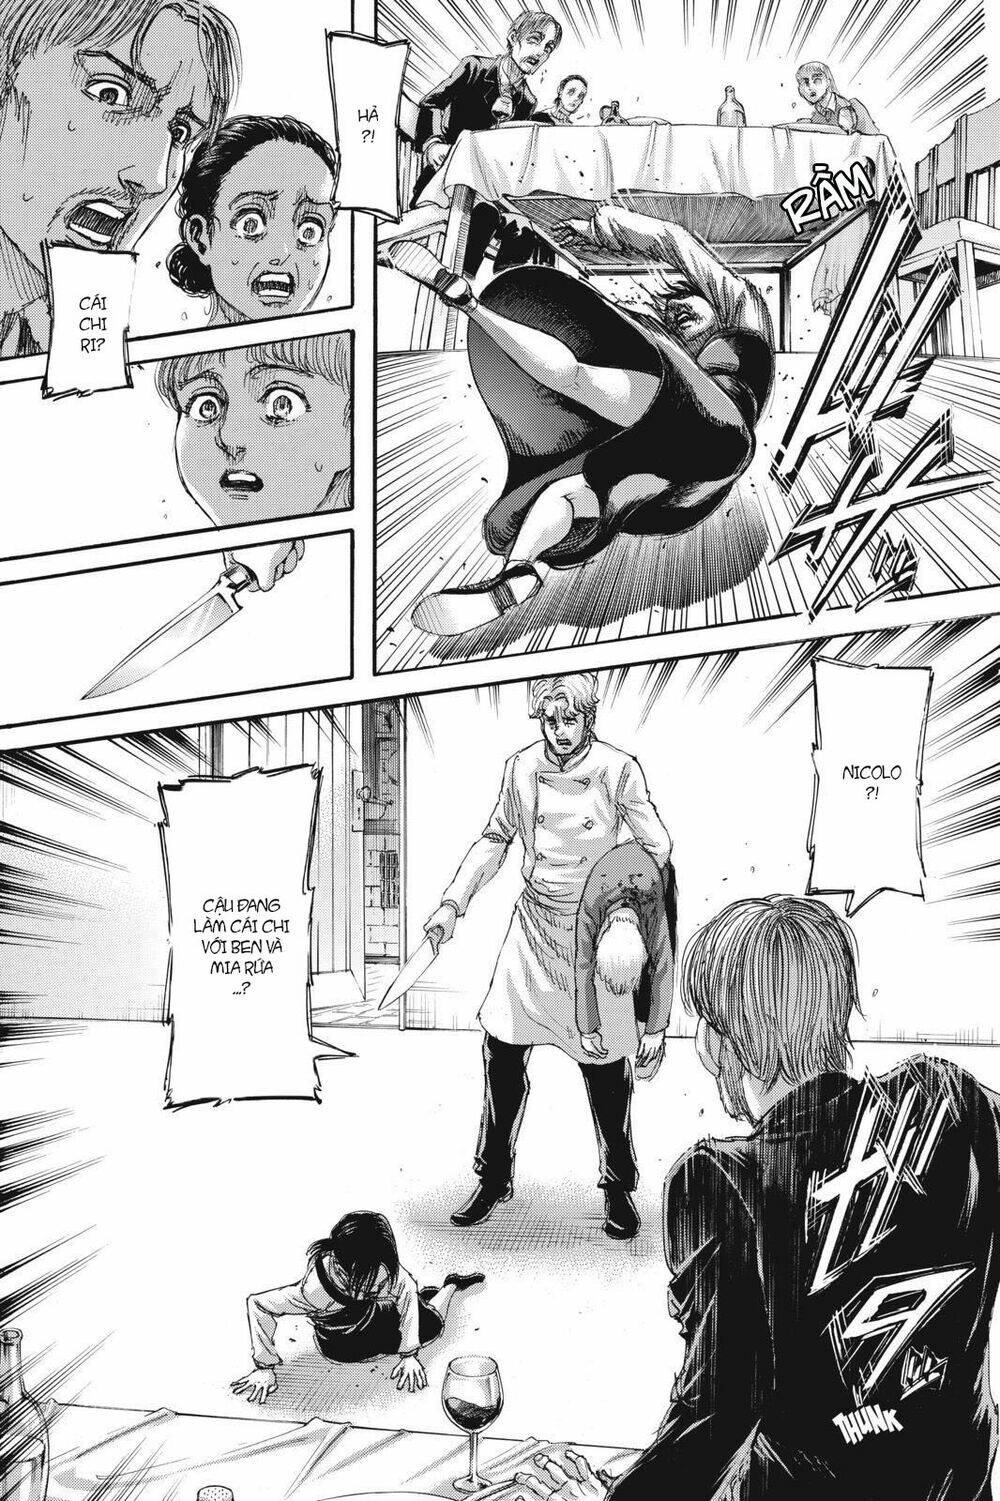 HẢ
?!
RẦM
CÁI
CHI
RI?
NICOLO
?!
CẬU ĐANG
LÀM CÁI CHI
VỚI BEN VÀ
MIA RỨA
...?
THUNK